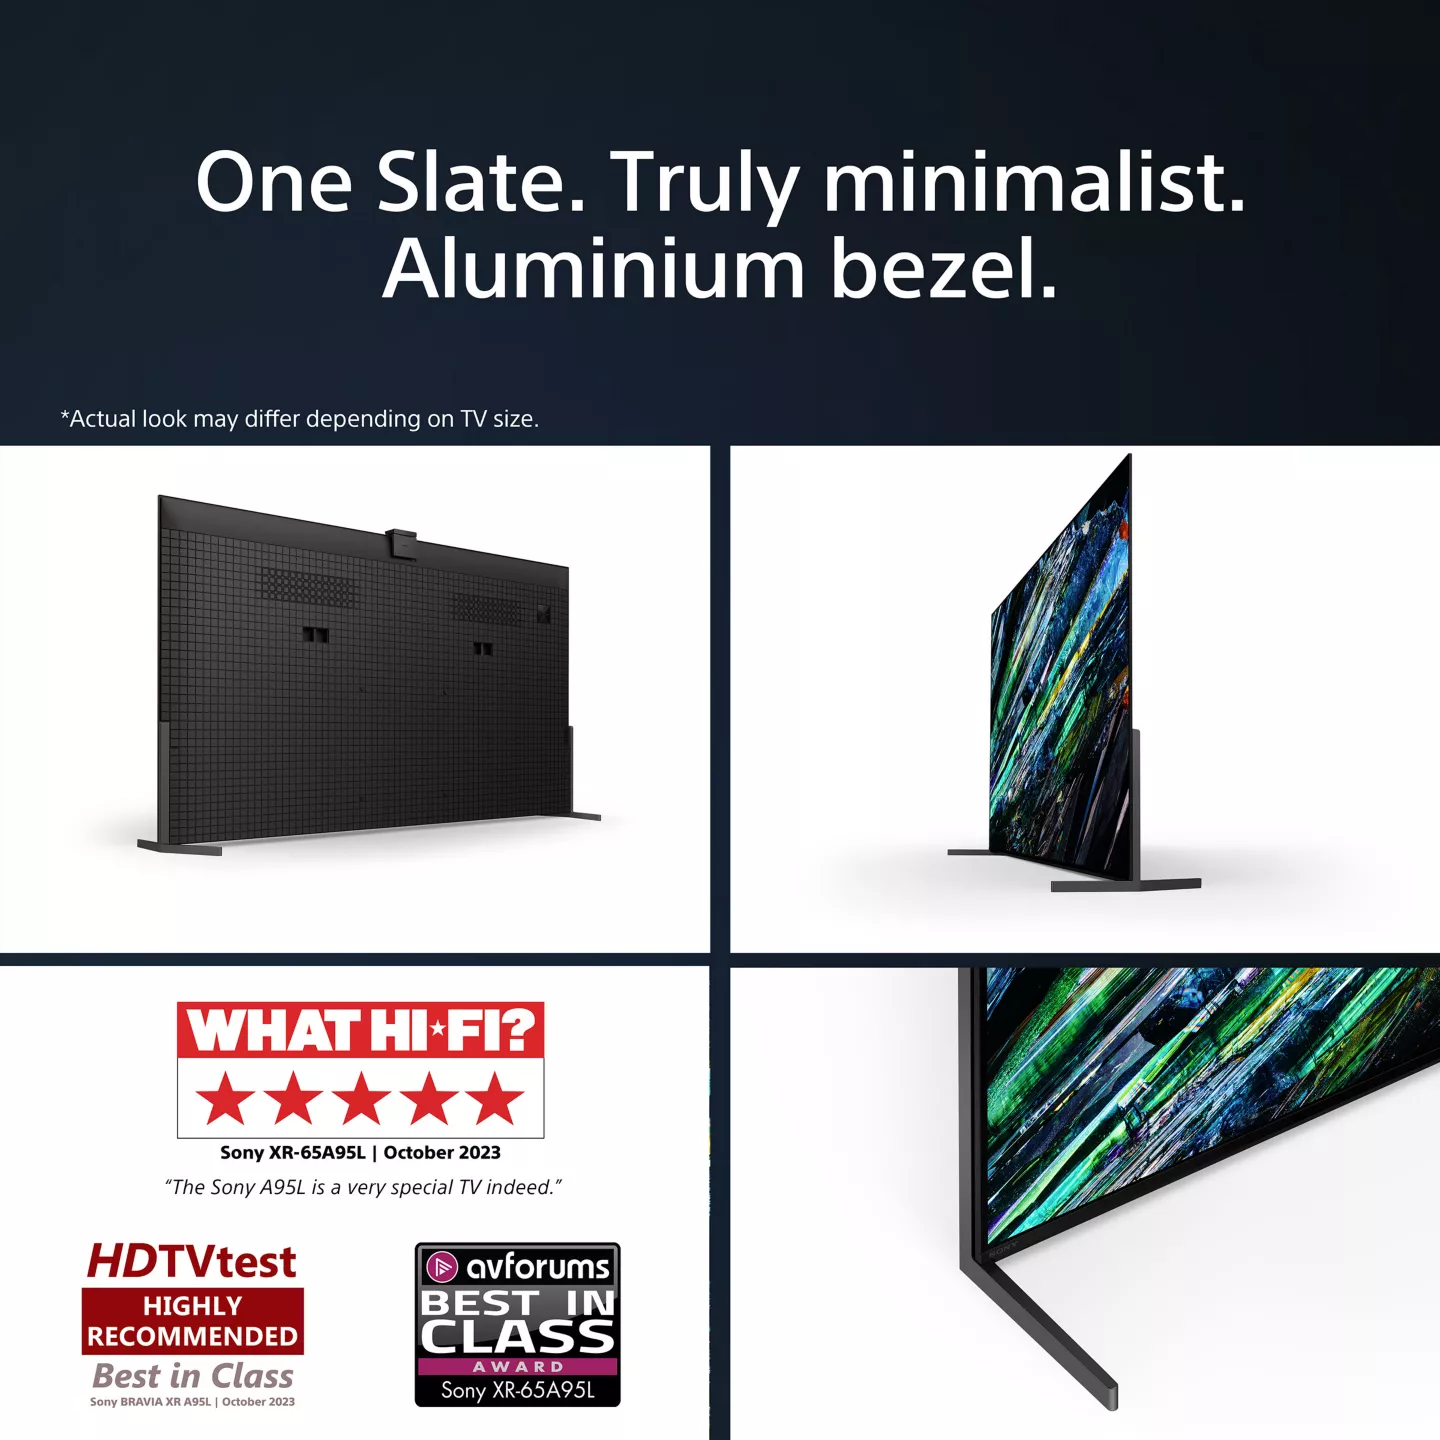 One Slate. Truly minimalist.
Aluminium bezel.
*Actual look may differ depending on TV size.
WHAT HI★FI?
Sony XR-65A95L | October 2023
“The Sony A95L is a very special TV indeed.”
HDTVtest
HIGHLY
RECOMMENDED
Best in Class
Sony BRAVIA XR A95L | October 2023
avforums
BEST IN
CLASS
AWARD
Sony XR-65A95L
SONY